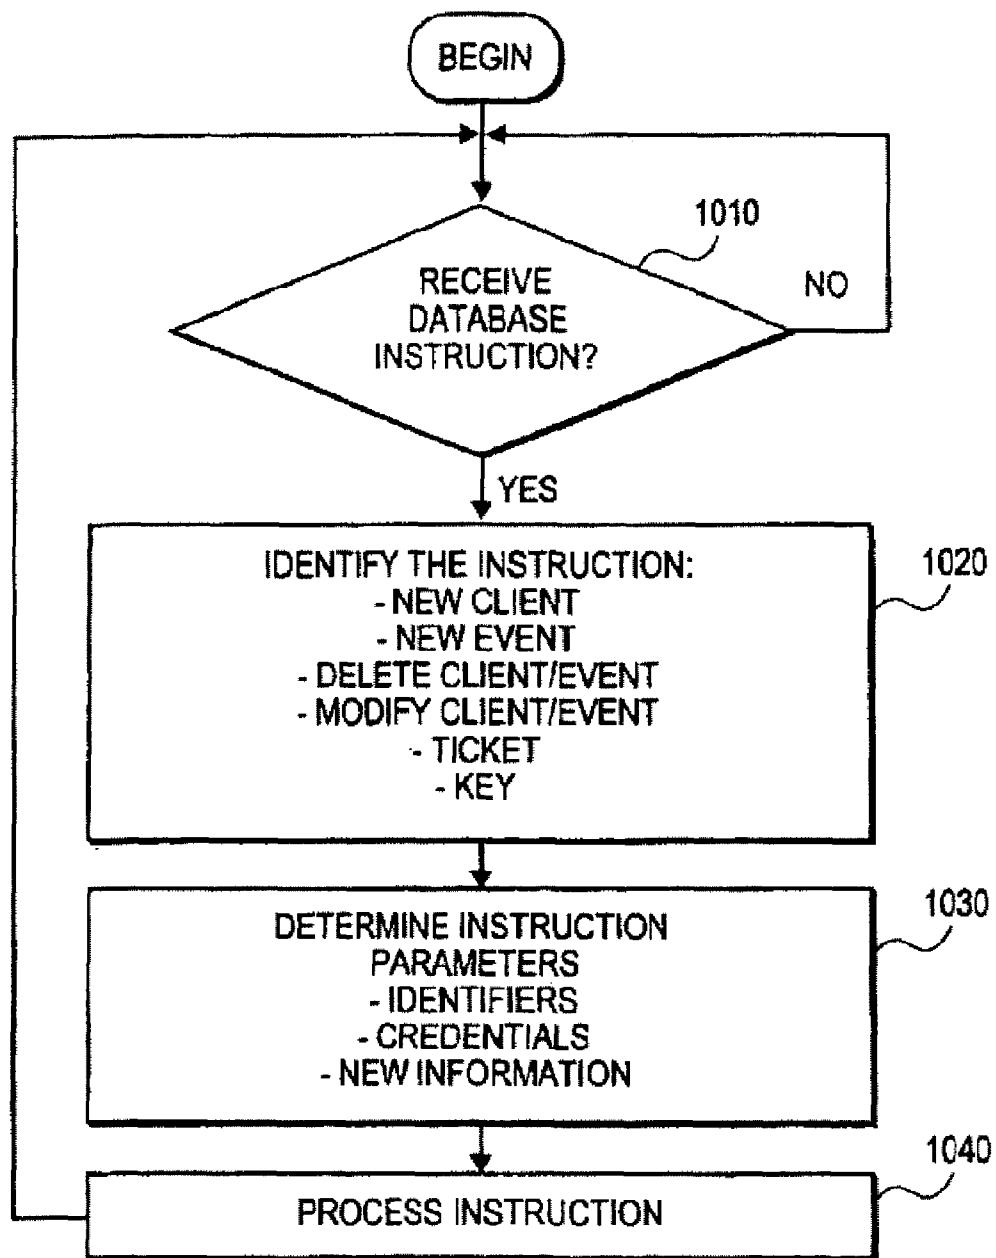 BEGIN
1010
RECEIVE
DATABASE
INSTRUCTION?
NO
YES
IDENTIFY THE INSTRUCTION:
- NEW CLIENT
- NEW EVENT
- DELETE CLIENT/EVENT
- MODIFY CLIENT/EVENT
- TICKET
- KEY
1020
DETERMINE INSTRUCTION
PARAMETERS
- IDENTIFIERS
- CREDENTIALS
- NEW INFORMATION
1030
PROCESS INSTRUCTION
1040